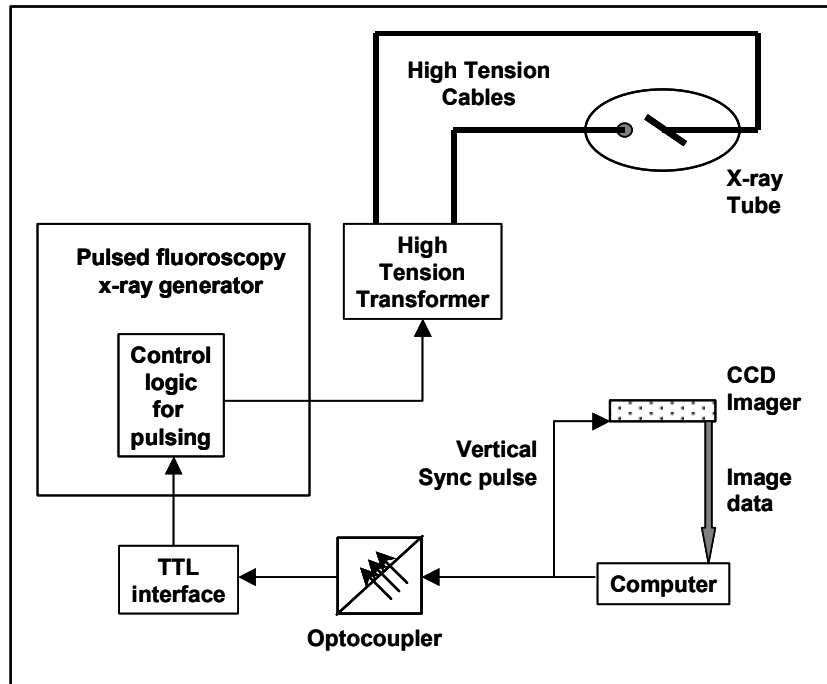 High Tension
Cables
X-ray
Tube
Pulsed fluoroscopy
x-ray generator
High
Tension
Transformer
Control
logic
for
pulsing
CCD
Imager
Vertical
Sync pulse
Image
data
TTL
interface
Optocoupler
Computer